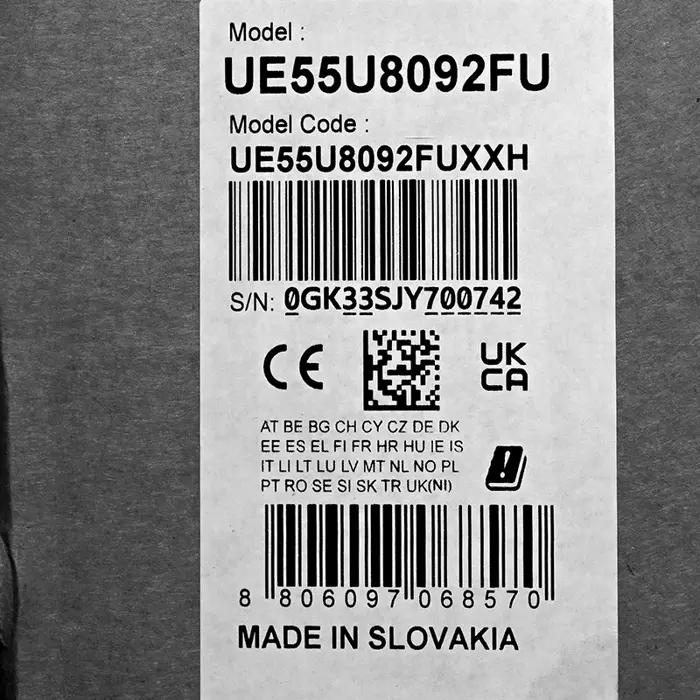 Model :
UE55U8092FU
Model Code :
UE55U8092FUXXH
S/N: 0GK33SJY700742
CE
UK
CA
AT BE BG CH CY CZ DE DK
EE ES EL FI FR HR HU IE IS
IT LI LT LU LV MT NL NO PL
PT RO SE SI SK TR UK(NI)
8 806097 068570
MADE IN SLOVAKIA